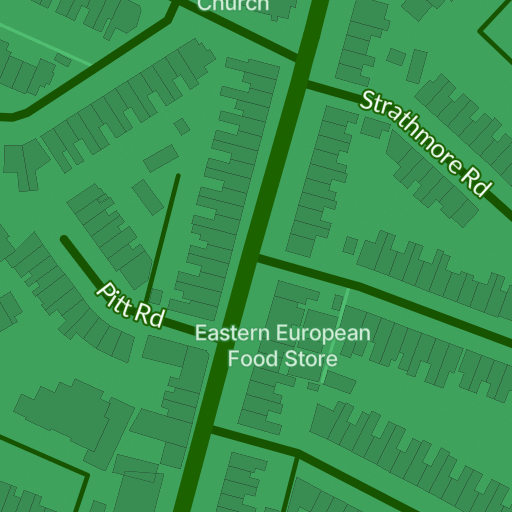 Church
Strathmore Rd
Pitt Rd
Eastern European
Food Store